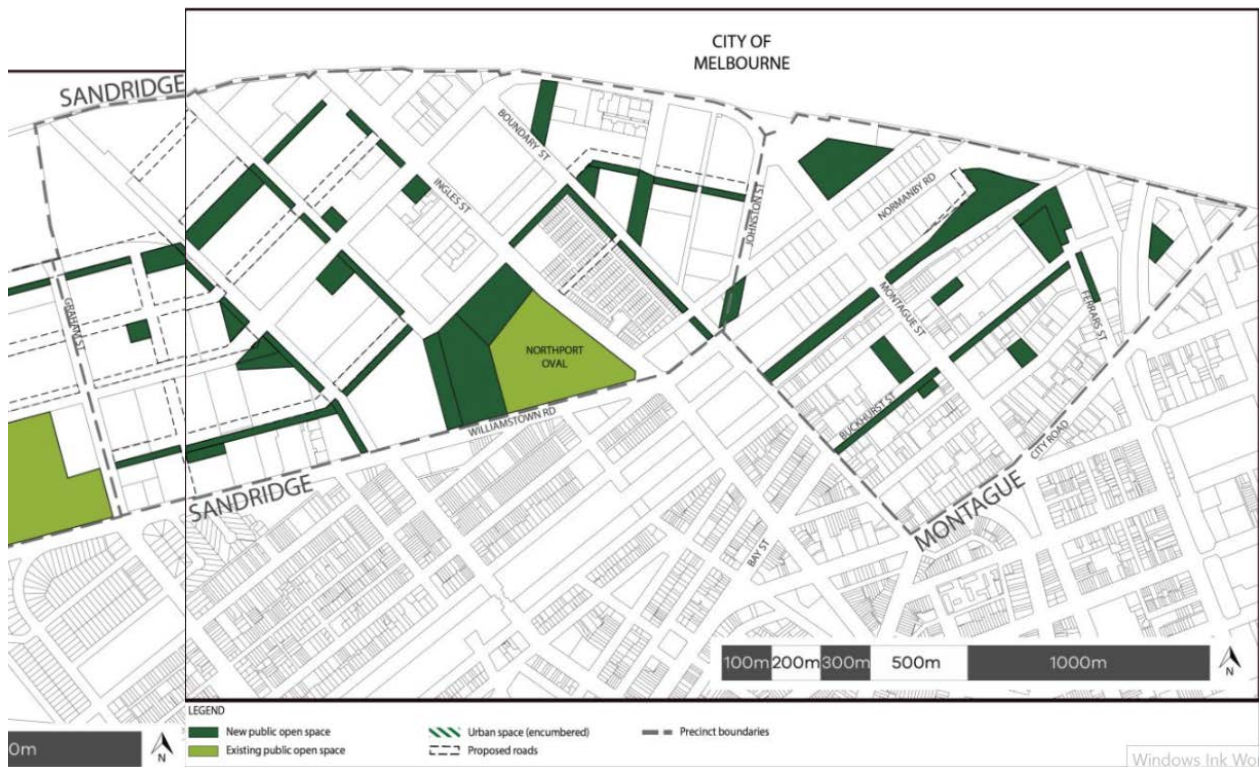 CITY OF
MELBOURNE
SANDRIDGE
BOUNDARY ST
INGLES ST
JOHNSTON ST
NORMANBY RD
GRAHAM ST
MONTAGUE ST
FERRARS ST
NORTHPORT
OVAL
WILLIAMSTOWN RD
BUCKHURST ST
CITY ROAD
SANDRIDGE
MONTAGUE
BAY ST
100m 200m 300m 500m 1000m
N
LEGEND
New public open space
Urban space (encumbered)
Precinct boundaries
Existing public open space
Proposed roads
0m
N
Windows Ink Wo